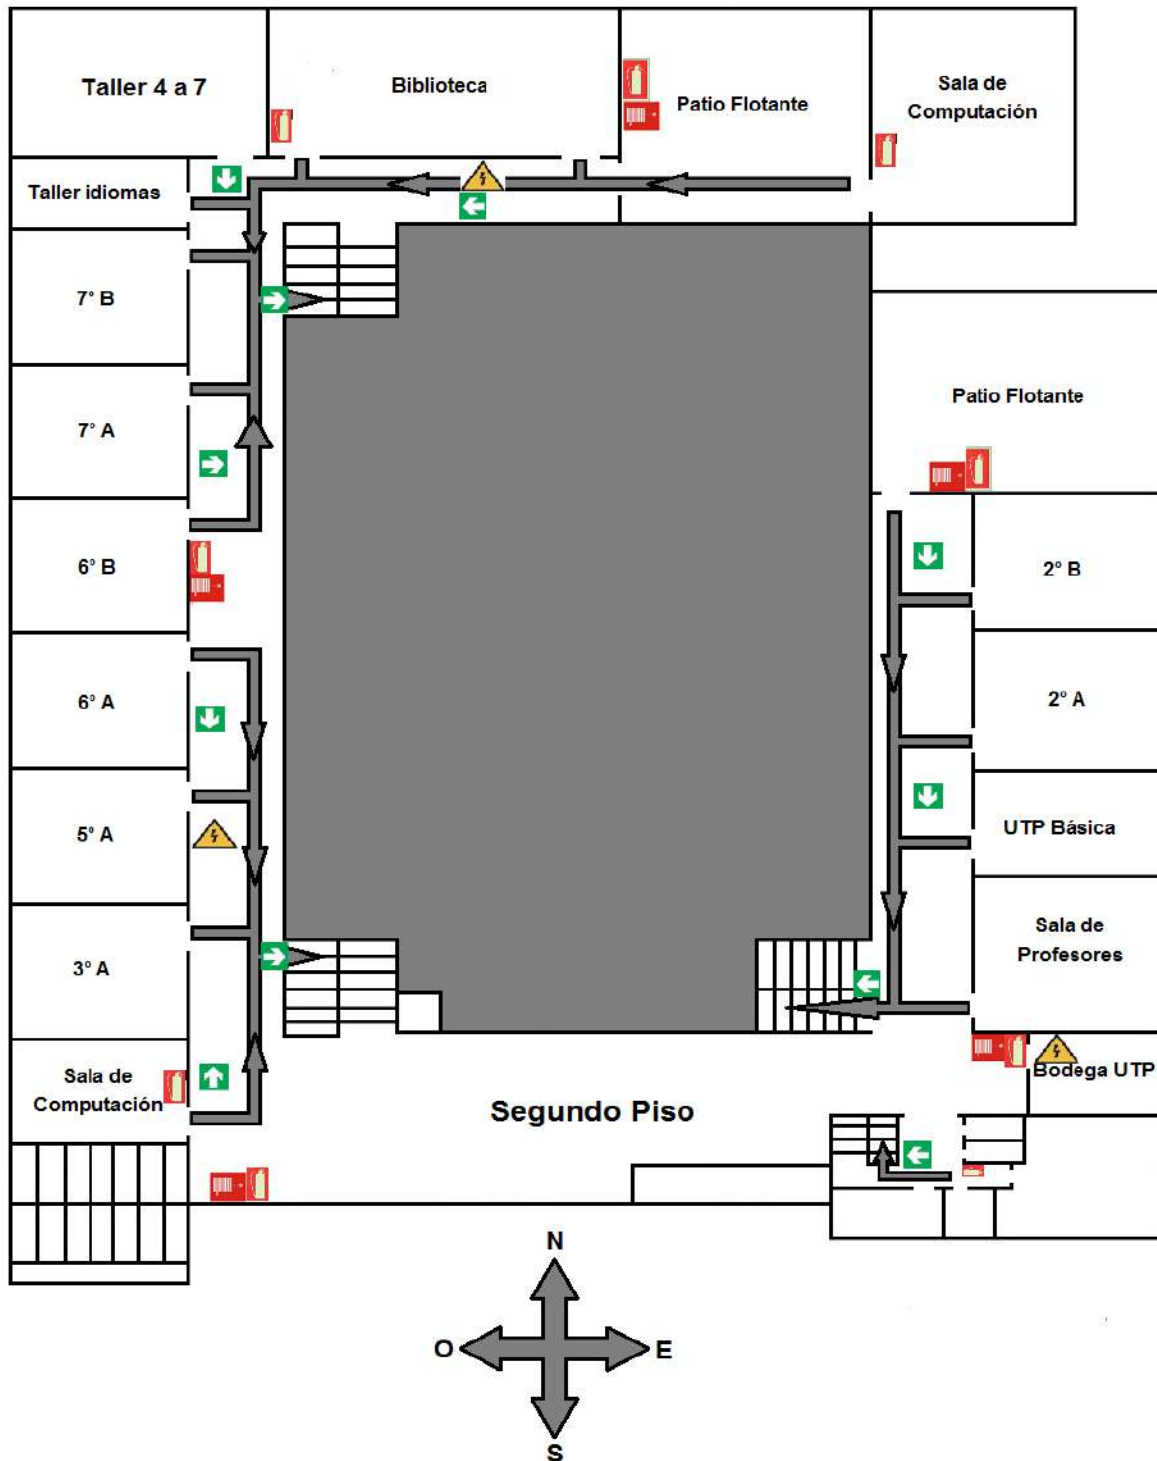 Taller 4 a 7
Biblioteca
Patio Flotante
Sala de
Computación
Taller idiomas
7° B
7° A
6° B
6° A
5° A
3° A
Sala de
Computación
Patio Flotante
2° B
2° A
UTP Básica
Sala de
Profesores
Bodega UTP
Segundo Piso
N
O
E
S